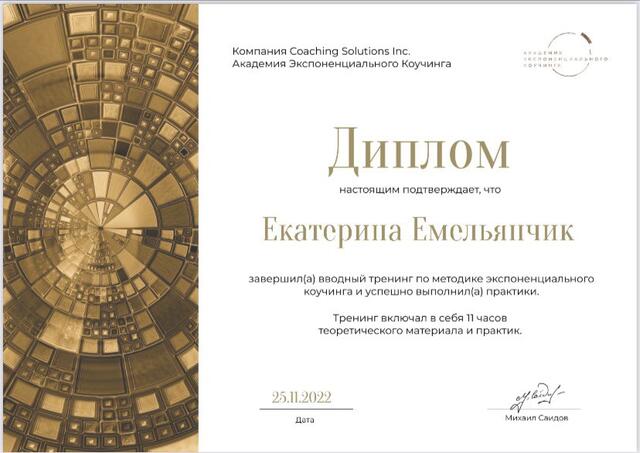 Компания Coaching Solutions Inc.
Академия Экспоненциального Коучинга
АКАДЕМИЯ
ЭКСПОНЕНЦИАЛЬНОГО
КОУЧИНГА
Диплом
настоящим подтверждает, что
Екатерина Емельянчик
завершил(а) вводный тренинг по методике экспоненциального
коучинга и успешно выполнил(а) практики.
Тренинг включал в себя 11 часов
теоретического материала и практик.
25.11.2022
Дата
Михаил Саидов